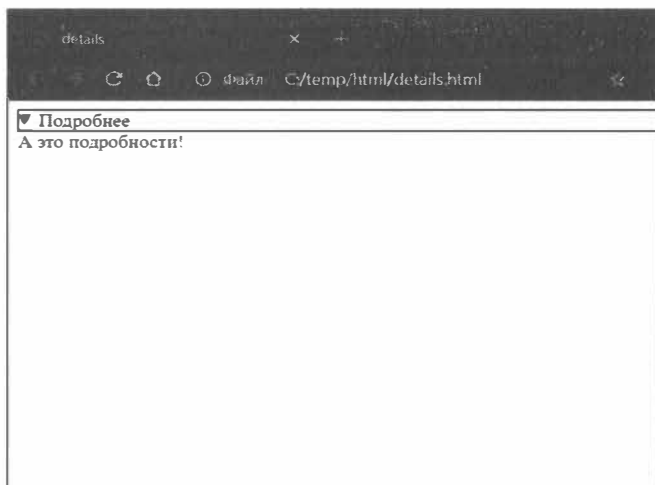 details
Файл C:/temp/html/details.html
Подробнее
А это подробности!